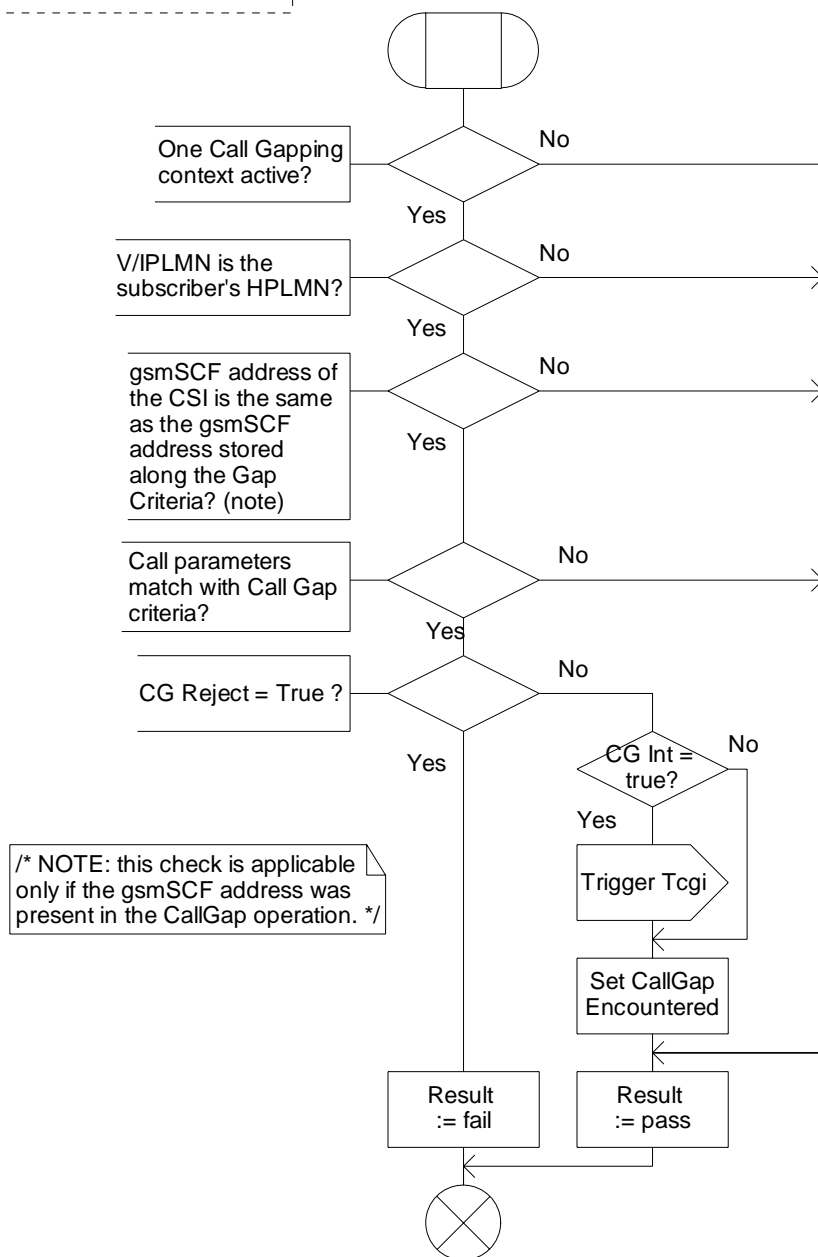 One Call Gapping
context active?
No
Yes
V/IPLMN is the
subscriber's HPLMN?
No
Yes
gsmSCF address of
the CSI is the same
as the gsmSCF
address stored
along the Gap
Criteria? (note)
No
Yes
Call parameters
match with Call Gap
criteria?
No
Yes
CG Reject = True ?
No
Yes
CG Int =
true?
No
Yes
Trigger Tcgi
/* NOTE: this check is applicable
only if the gsmSCF address was
present in the CallGap operation. */
Set CallGap
Encountered
Result
:= fail
Result
:= pass